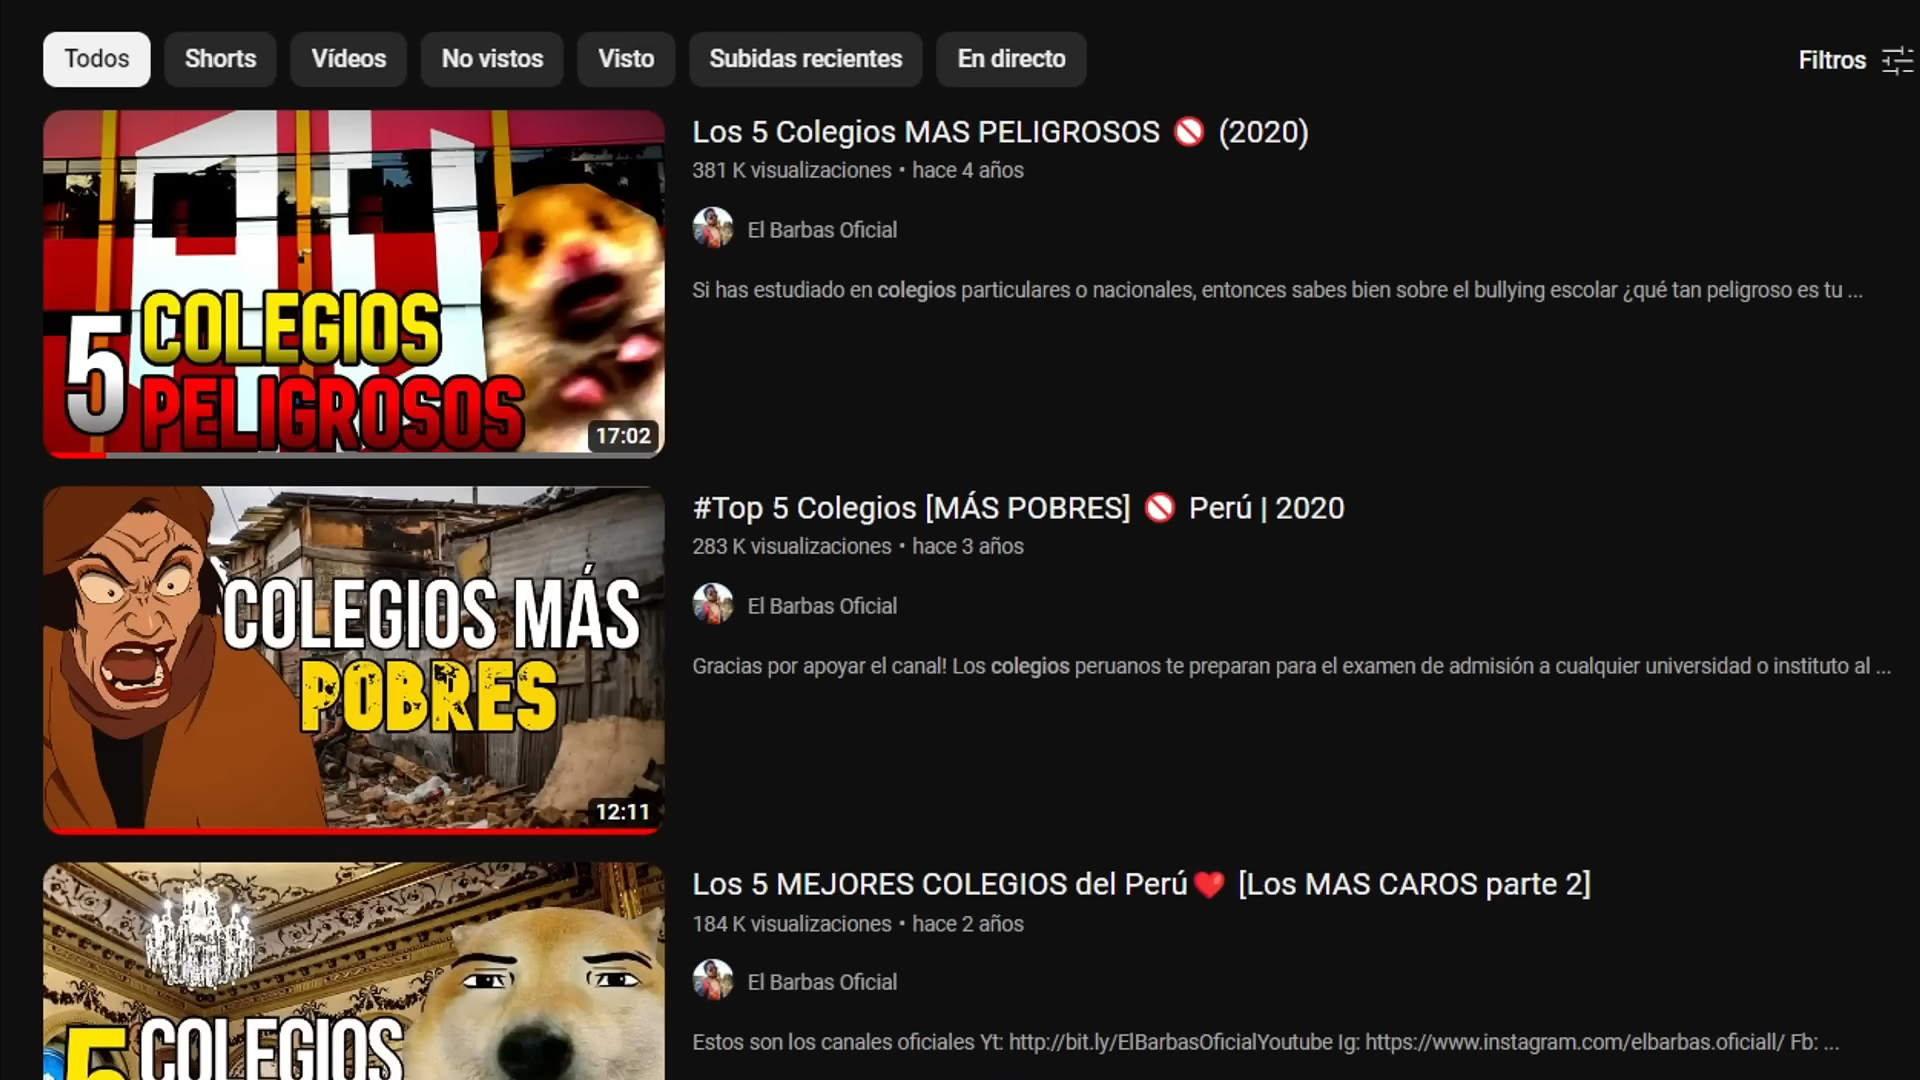 Todos
Shorts
Vídeos
No vistos
Visto
Subidas recientes
En directo
Filtros
5 COLEGIOS
PELIGROSOS
17:02
Los 5 Colegios MAS PELIGROSOS 🚫 (2020)
381 K visualizaciones • hace 4 años
El Barbas Oficial
Si has estudiado en colegios particulares o nacionales, entonces sabes bien sobre el bullying escolar ¿qué tan peligroso es tu ...
COLEGIOS MÁS
POBRES
12:11
#Top 5 Colegios [MÁS POBRES] 🚫 Perú | 2020
283 K visualizaciones • hace 3 años
El Barbas Oficial
Gracias por apoyar el canal! Los colegios peruanos te preparan para el examen de admisión a cualquier universidad o instituto al ...
5 COLEGIOS
Los 5 MEJORES COLEGIOS del Perú❤️ [Los MAS CAROS parte 2]
184 K visualizaciones • hace 2 años
El Barbas Oficial
Estos son los canales oficiales Yt: http://bit.ly/ElBarbasOficialYoutube Ig: https://www.instagram.com/elbarbas.oficiall/ Fb: ...